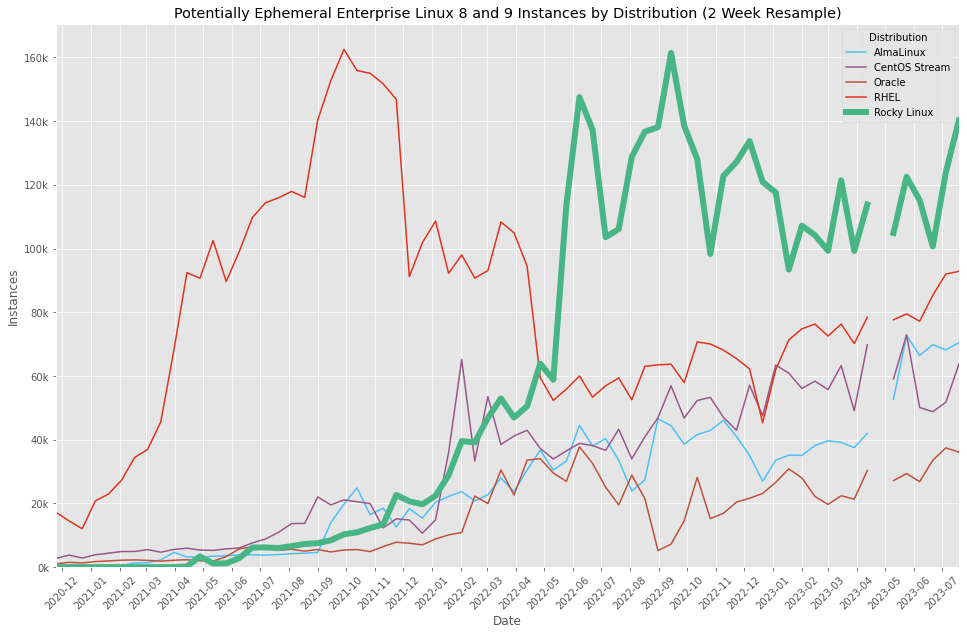 Potentially Ephemeral Enterprise Linux 8 and 9 Instances by Distribution (2 Week Resample)
Distribution
AlmaLinux
CentOS Stream
Oracle
RHEL
Rocky Linux
Instances
160k
140k
120k
100k
80k
60k
40k
20k
0k
2020-12
2021-01
2021-02
2021-03
2021-04
2021-05
2021-06
2021-07
2021-08
2021-09
2021-10
2021-11
2021-12
2022-01
2022-02
2022-03
2022-04
2022-05
2022-06
2022-07
2022-08
2022-09
2022-10
2022-11
2022-12
2023-01
2023-02
2023-03
2023-04
2023-05
2023-06
2023-07
Date